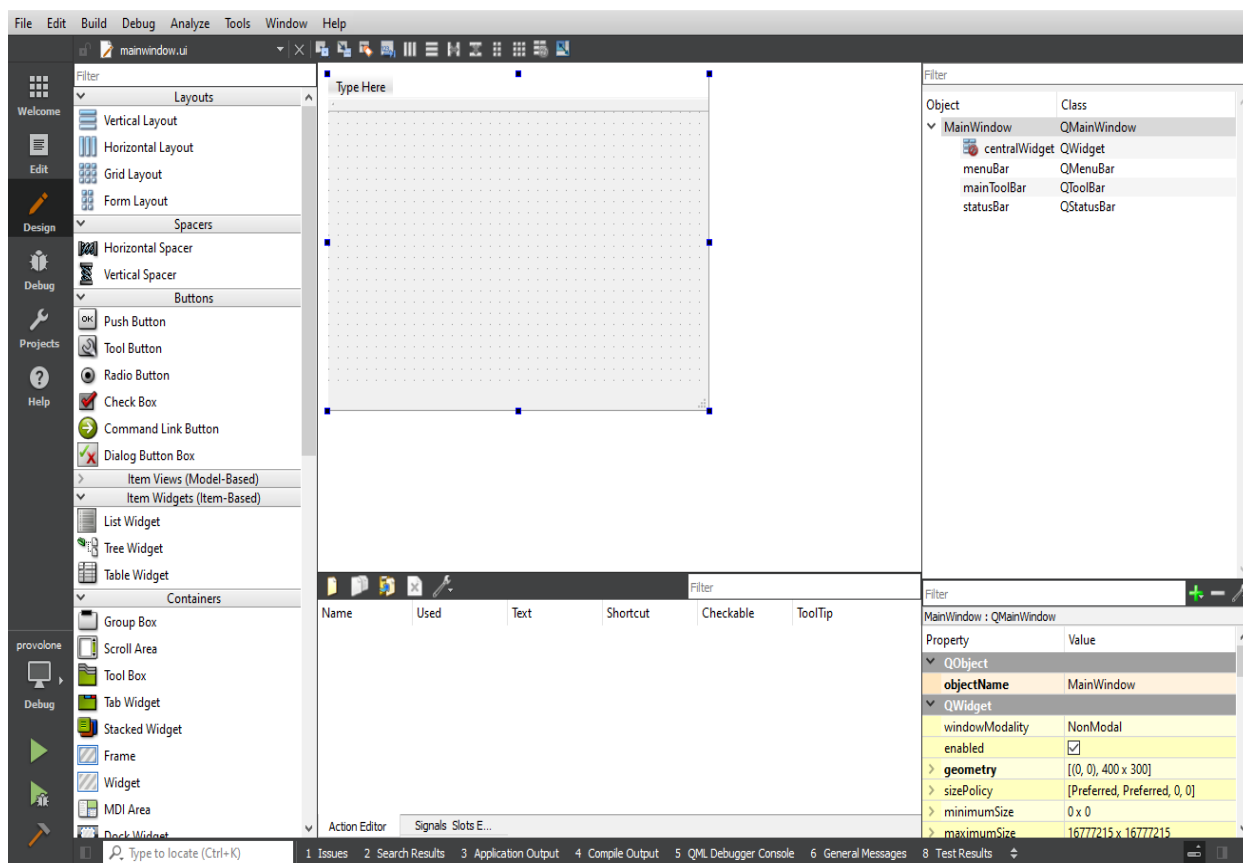 File Edit Build Debug Analyze Tools Window Help
mainwindow.ui
Welcome
Edit
Design
Debug
Projects
Help
provolone
Debug
Filter
Layouts
Vertical Layout
Horizontal Layout
Grid Layout
Form Layout
Spacers
Horizontal Spacer
Vertical Spacer
Buttons
OK Push Button
Tool Button
Radio Button
Check Box
Command Link Button
Dialog Button Box
Item Views (Model-Based)
Item Widgets (Item-Based)
List Widget
Tree Widget
Table Widget
Containers
Group Box
Scroll Area
Tool Box
Tab Widget
Stacked Widget
Frame
Widget
MDI Area
Dock Widget
Type Here
Filter
Name Used Text Shortcut Checkable ToolTip
Action Editor Signals Slots E...
Filter
Object Class
MainWindow QMainWindow
centralWidget QWidget
menuBar QMenuBar
mainToolBar QToolBar
statusBar QStatusBar
Filter
MainWindow : QMainWindow
Property Value
QObject
objectName MainWindow
QWidget
windowModality NonModal
enabled
geometry [(0, 0), 400 x 300]
sizePolicy [Preferred, Preferred, 0, 0]
minimumSize 0 x 0
maximumSize 16777215 x 16777215
Type to locate (Ctrl+K) 1 Issues 2 Search Results 3 Application Output 4 Compile Output 5 QML Debugger Console 6 General Messages 8 Test Results